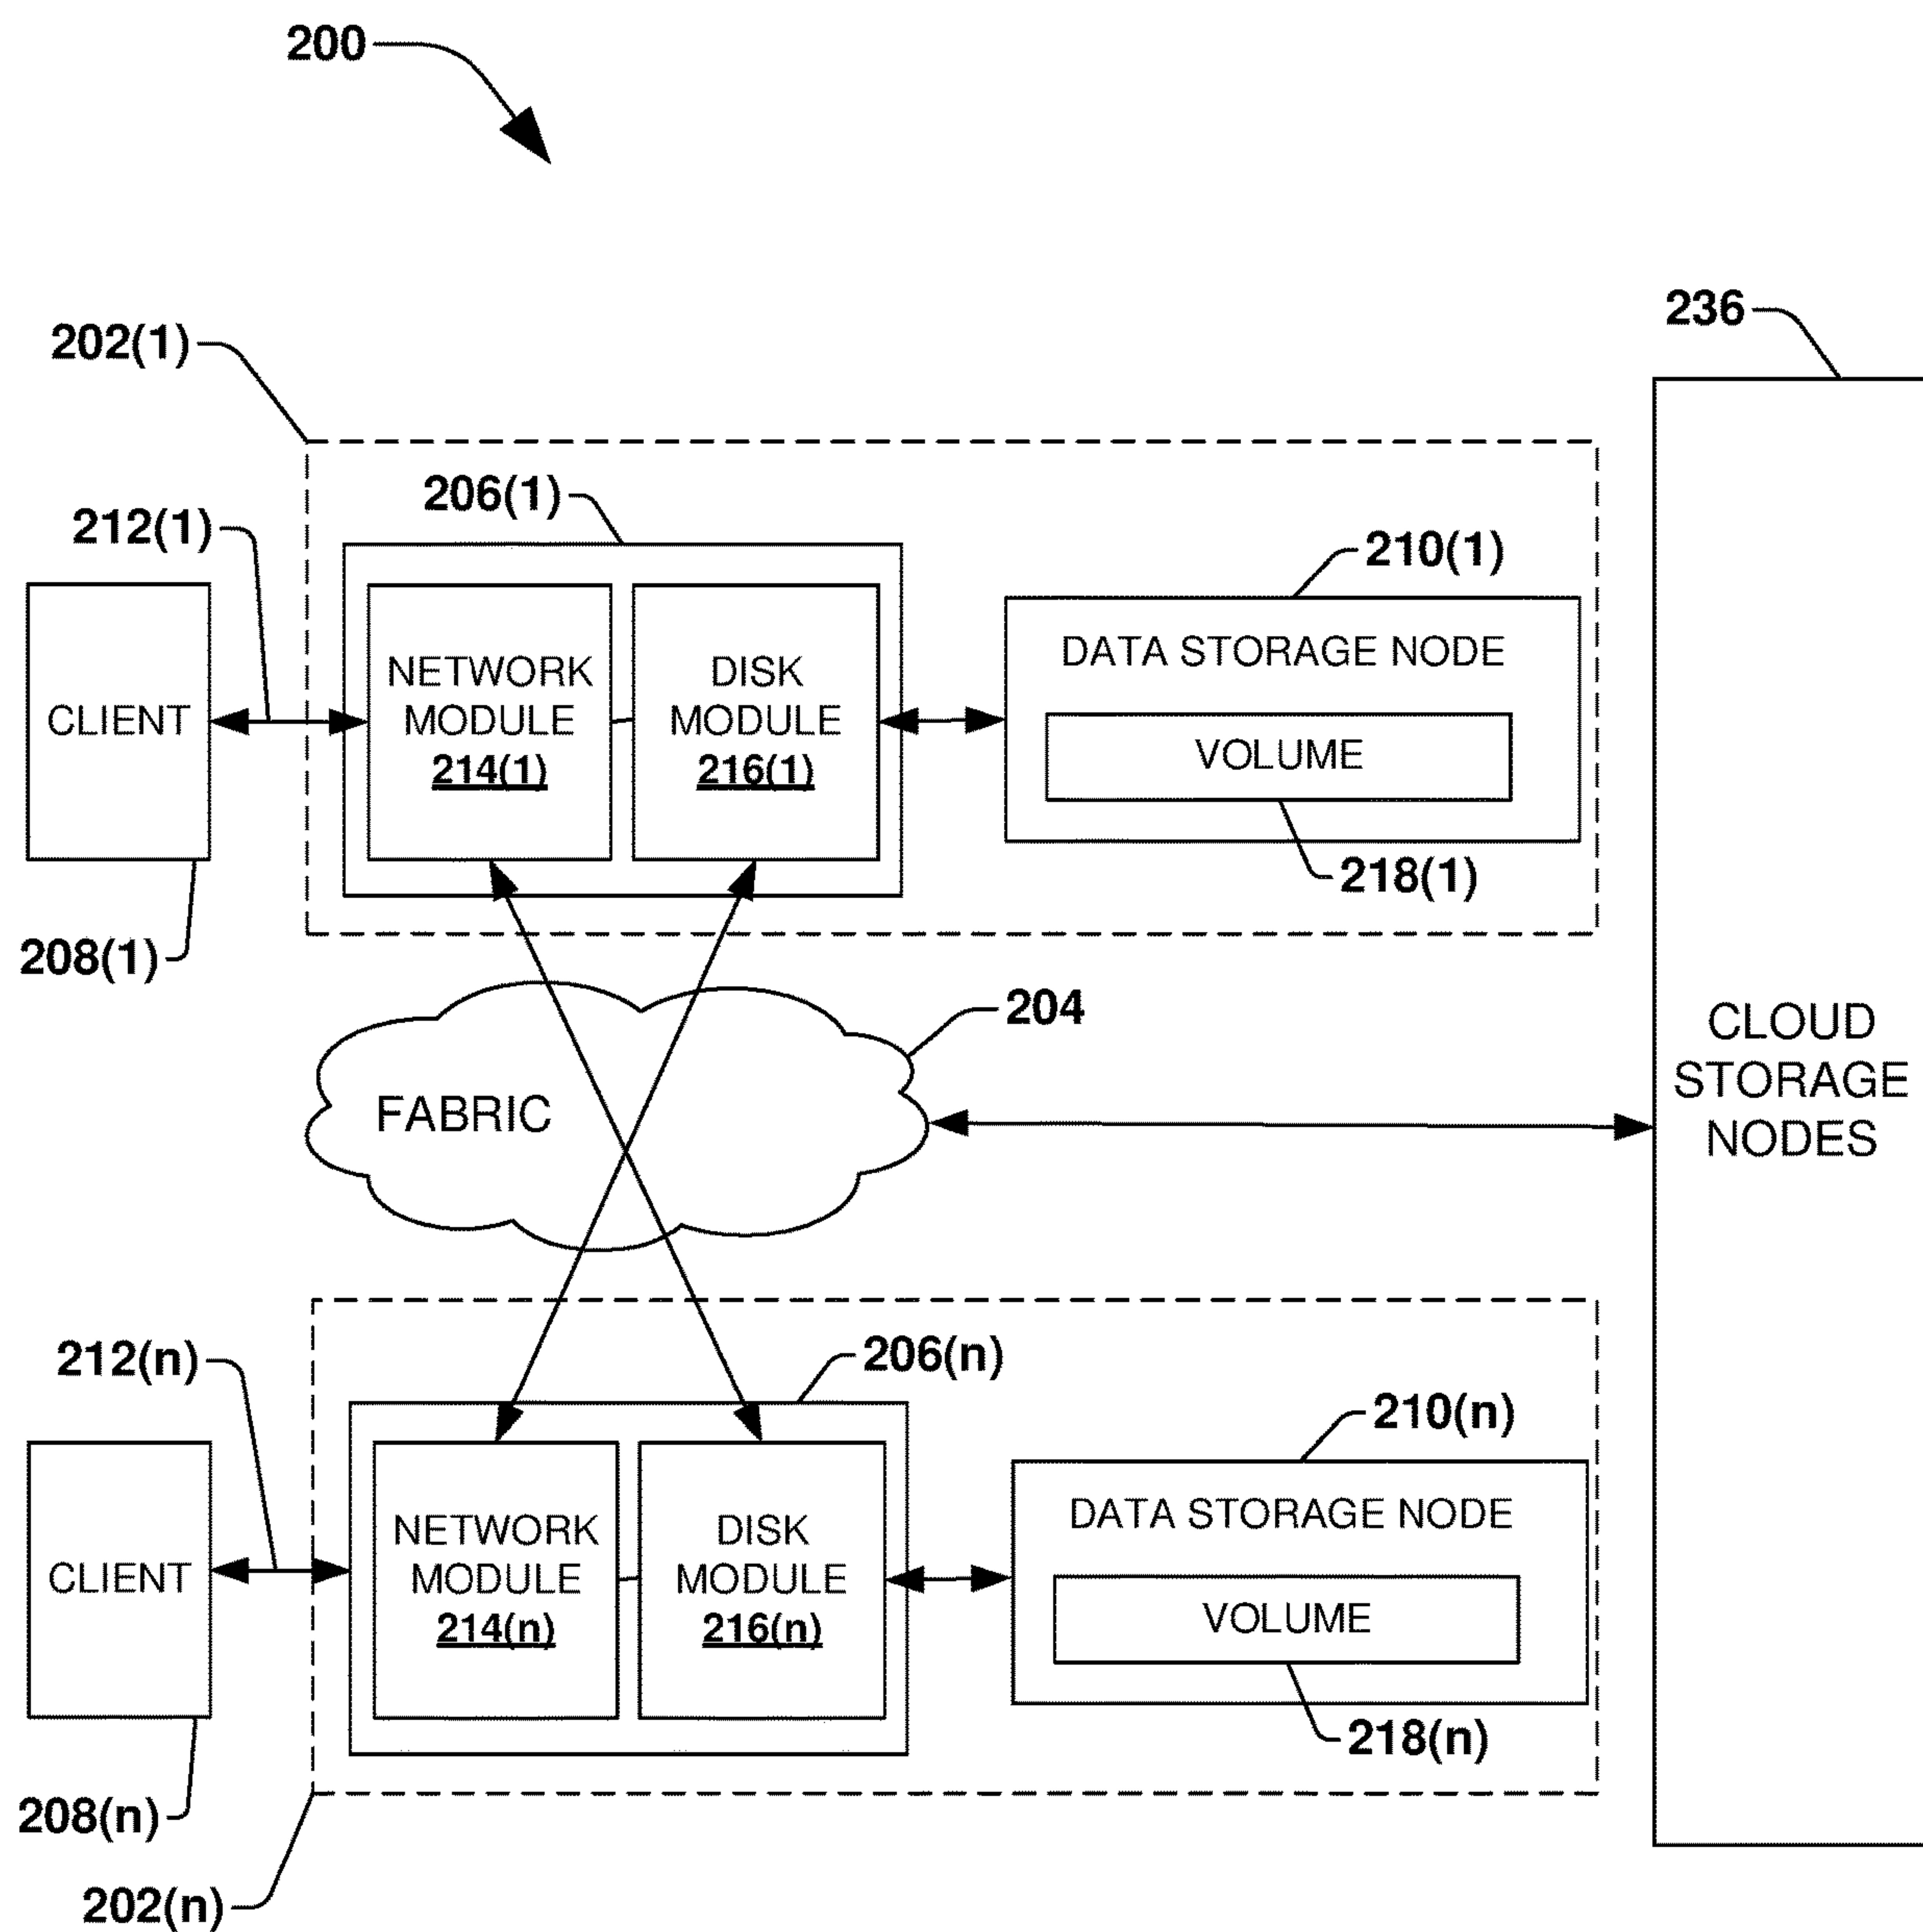 200
236
202(1)
206(1)
212(1)
210(1)
CLIENT
NETWORK
MODULE
214(1)
DISK
MODULE
216(1)
DATA STORAGE NODE
VOLUME
218(1)
208(1)
204
FABRIC
CLOUD
STORAGE
NODES
212(n)
206(n)
210(n)
CLIENT
NETWORK
MODULE
214(n)
DISK
MODULE
216(n)
DATA STORAGE NODE
VOLUME
218(n)
208(n)
202(n)